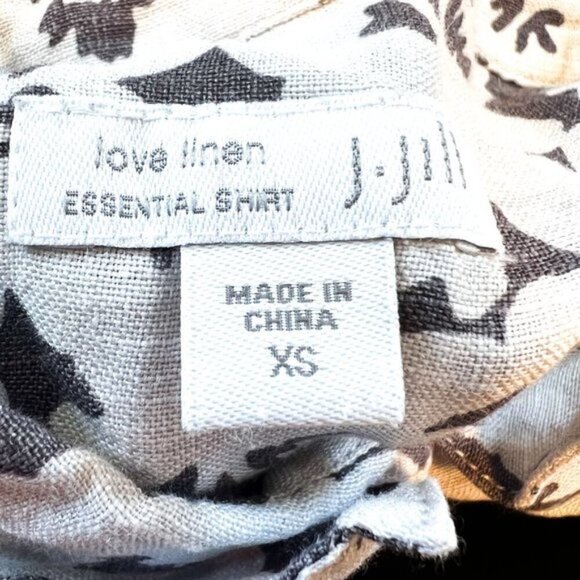 love linen
ESSENTIAL SHIRT
J.Jill
MADE IN
CHINA
XS